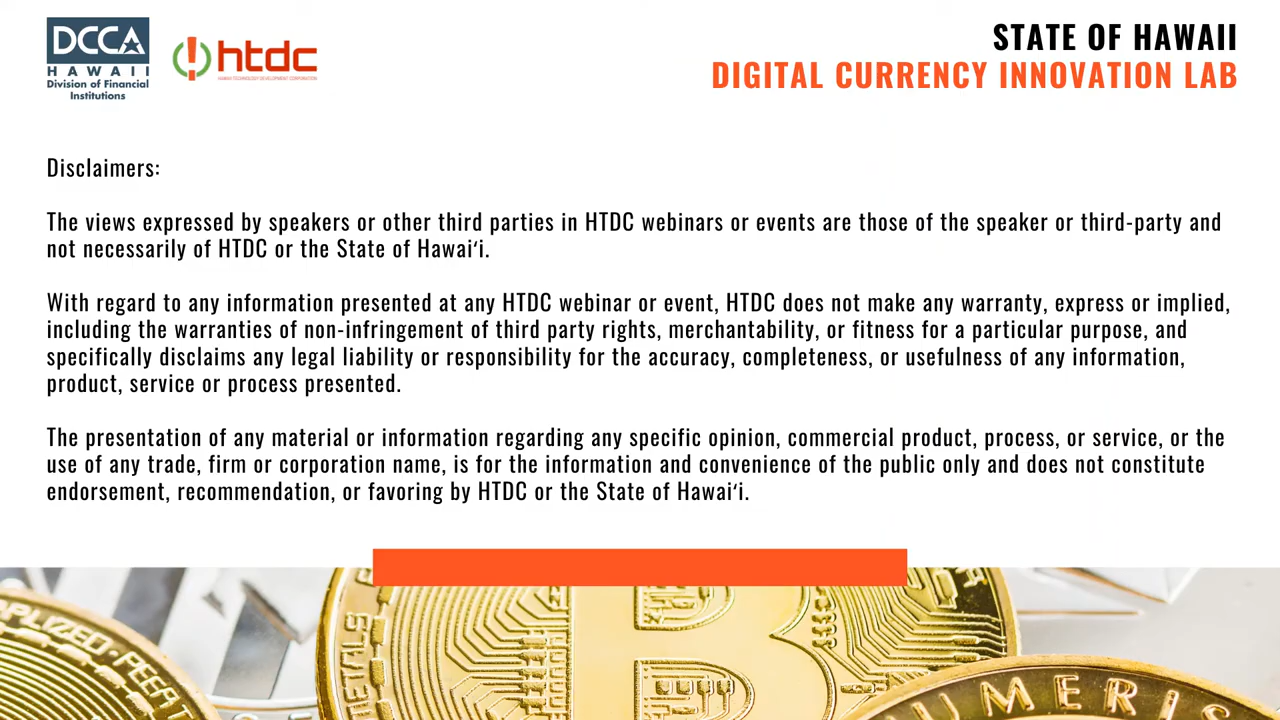 DCCA
HAWAII
Division of Financial
Institutions
htdc
HAWAII TECHNOLOGY DEVELOPMENT CORPORATION
STATE OF HAWAII
DIGITAL CURRENCY INNOVATION LAB
Disclaimers:
The views expressed by speakers or other third parties in HTDC webinars or events are those of the speaker or third-party and
not necessarily of HTDC or the State of Hawaiʻi.
With regard to any information presented at any HTDC webinar or event, HTDC does not make any warranty, express or implied,
including the warranties of non-infringement of third party rights, merchantability, or fitness for a particular purpose, and
specifically disclaims any legal liability or responsibility for the accuracy, completeness, or usefulness of any information,
product, service or process presented.
The presentation of any material or information regarding any specific opinion, commercial product, process, or service, or the
use of any trade, firm or corporation name, is for the information and convenience of the public only and does not constitute
endorsement, recommendation, or favoring by HTDC or the State of Hawaiʻi.
PEER T
METALS
B
NUMERIS